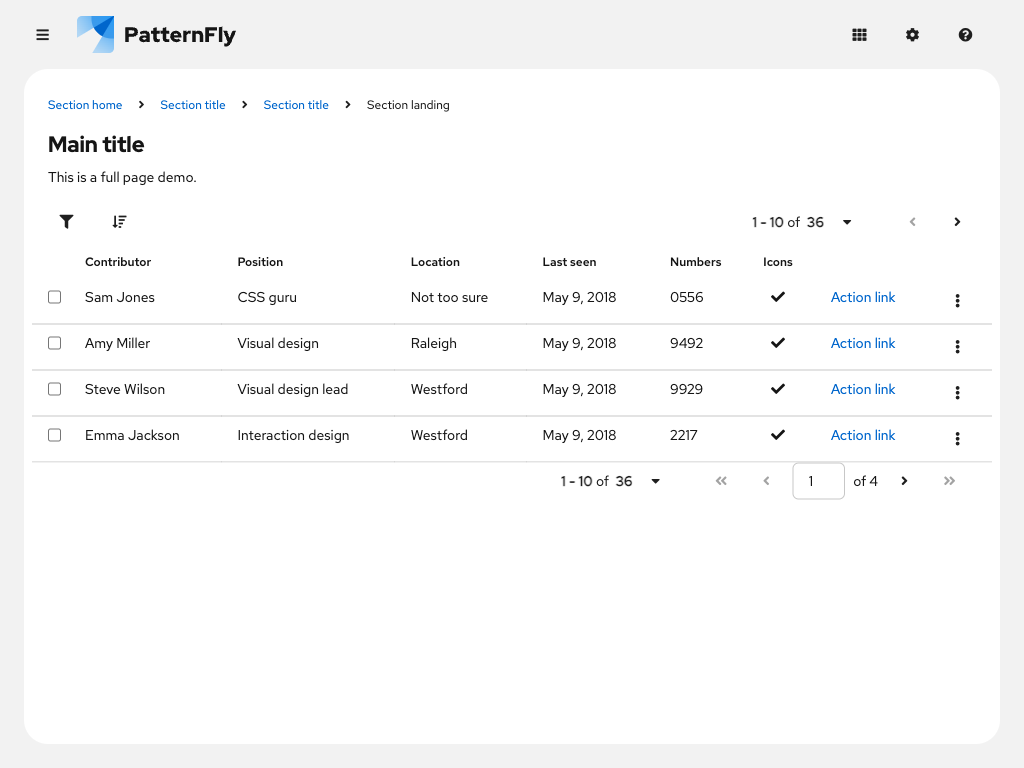 PatternFly
Section home Section title Section title Section landing
Main title
This is a full page demo.
1 - 10 of 36
Contributor Position Location Last seen Numbers Icons
Sam Jones CSS guru Not too sure May 9, 2018 0556 Action link
Amy Miller Visual design Raleigh May 9, 2018 9492 Action link
Steve Wilson Visual design lead Westford May 9, 2018 9929 Action link
Emma Jackson Interaction design Westford May 9, 2018 2217 Action link
1 - 10 of 36 1 of 4